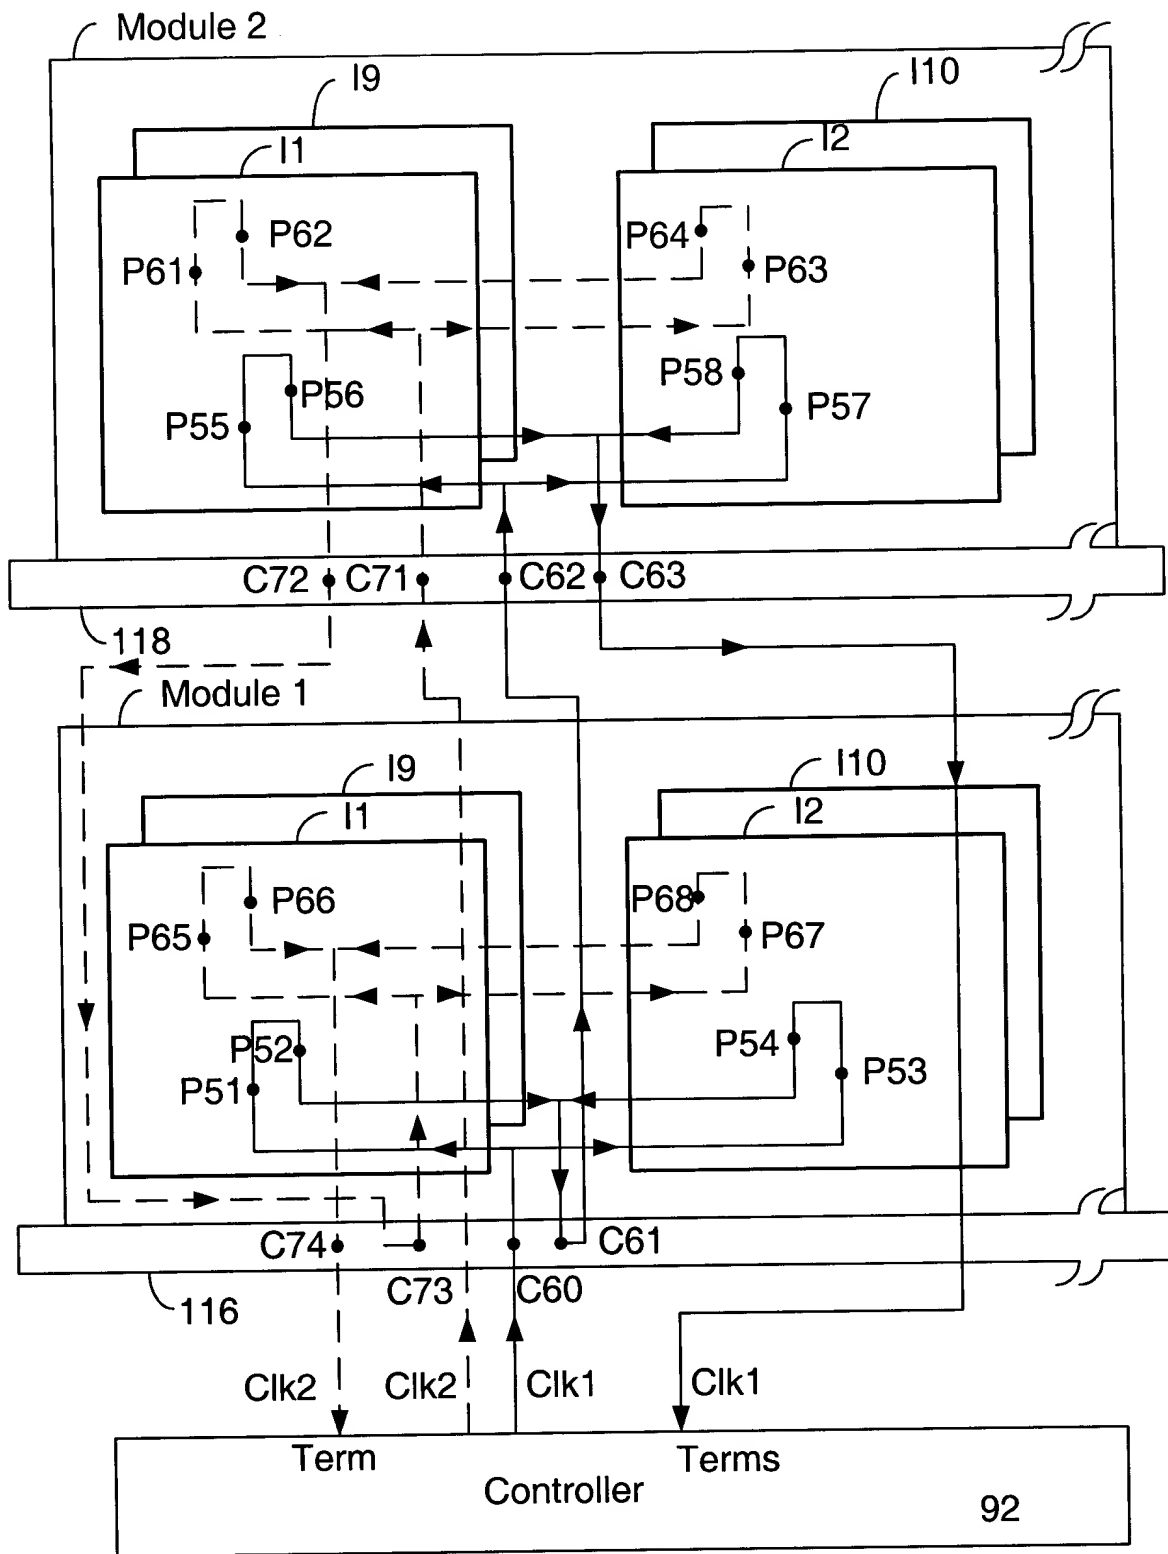 Module 2
I9
I10
I1
I2
P62
P64
P61
P63
P56
P58
P55
P57
C72
C71
C62
C63
118
Module 1
I9
I10
I1
I2
P66
P68
P65
P67
P52
P54
P51
P53
C74
C61
C73
C60
116
Clk2
Clk2
Clk1
Clk1
Term
Terms
Controller
92